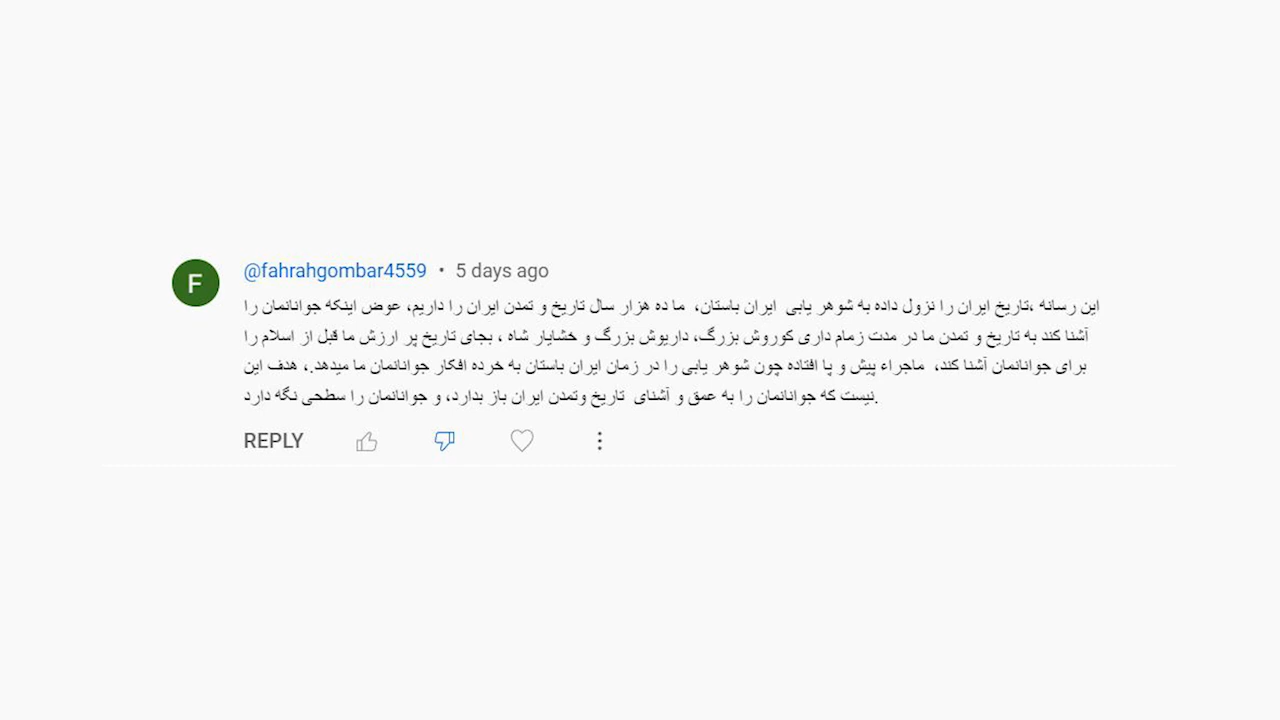 @fahrahgombar4559 • 5 days ago
F
این رسانه ،تاریخ ایران را نزول داده به شوهر یابی ایران باستان، ما ده هزار سال تاریخ و تمدن ایران را داریم، عوض اینکه جوانانمان را
آشنا کند به تاریخ و تمدن ما در مدت زمام داری کوروش بزرگ، داریوش بزرگ و خشایار شاه ، بجای تاریخ پر ارزش ما قبل از اسلام را
برای جوانانمان آشنا کند، ماجراء پیش و پا افتاده چون شوهر یابی را در زمان ایران باستان به خرده افکار جوانانمان ما میدهد.، هدف این
نیست که جوانانمان را به عمق و آشنای تاریخ وتمدن ایران باز بدارد، و جوانانمان را سطحی نگه دارد.
REPLY